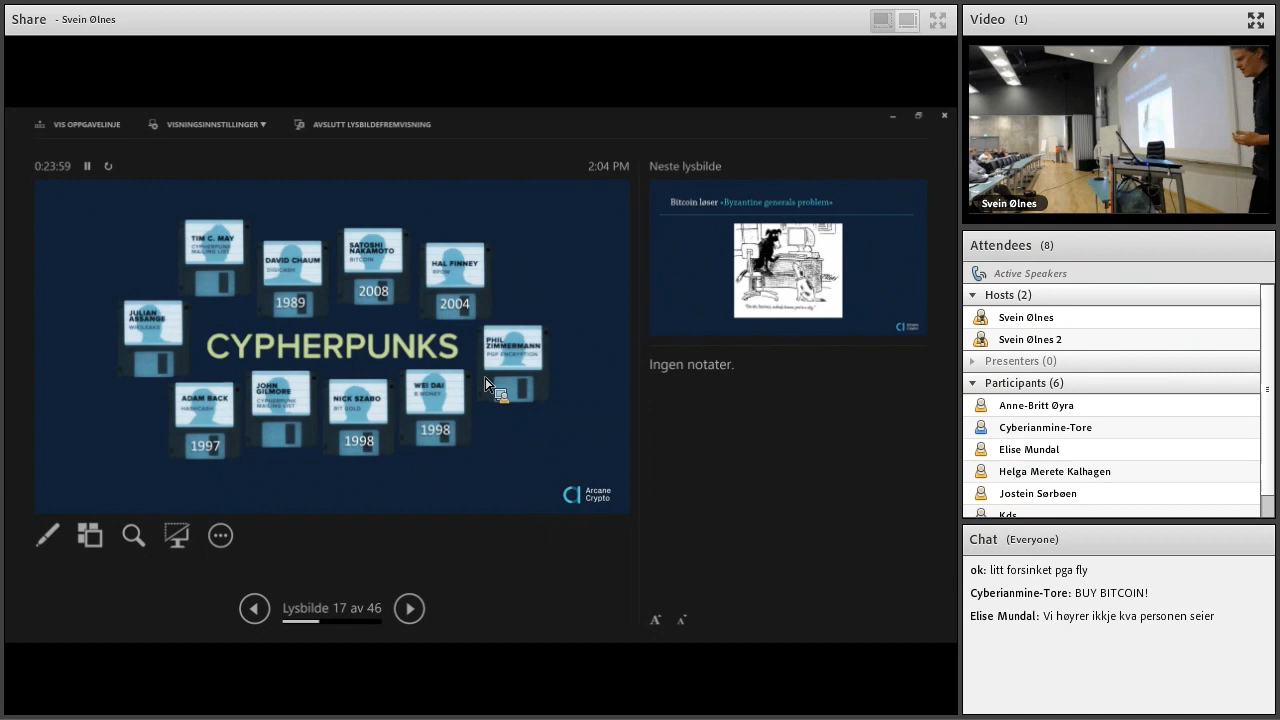 Share - Svein Ølnes
VIS OPPGAVELINJE
VISNINGSINNSTILLINGER ▼
AVSLUTT LYSBILDEFREMVISNING
0:23:59
2:04 PM
TIM C. MAY
CYPHERPUNK
MAILING LIST
DAVID CHAUM
DIGICASH
1989
SATOSHI
NAKAMOTO
BITCOIN
2008
HAL FINNEY
RPOW
2004
JULIAN
ASSANGE
WIKILEAKS
CYPHERPUNKS
PHIL
ZIMMERMANN
PGP ENCRYPTION
ADAM BACK
HASHCASH
1997
JOHN
GILMORE
CYPHERPUNK
MAILING LIST
NICK SZABO
BIT GOLD
1998
WEI DAI
B MONEY
1998
Arcane
Crypto
Lysbilde 17 av 46
Neste lysbilde
Bitcoin løser «Byzantine generals problem»
Arcane
Crypto
Ingen notater.
A A
Video (1)
Svein Ølnes
Attendees (8)
Active Speakers
Hosts (2)
Svein Ølnes
Svein Ølnes 2
Presenters (0)
Participants (6)
Anne-Britt Øyra
Cyberianmine-Tore
Elise Mundal
Helga Merete Kalhagen
Jostein Sørbøen
Kds
Chat (Everyone)
ok: litt forsinket pga fly
Cyberianmine-Tore: BUY BITCOIN!
Elise Mundal: Vi høyrer ikkje kva personen seier